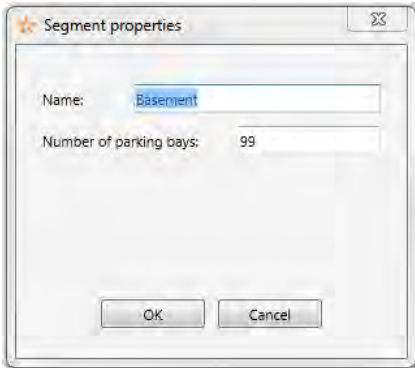 Segment properties
Name: Basement
Number of parking bays: 99
OK Cancel